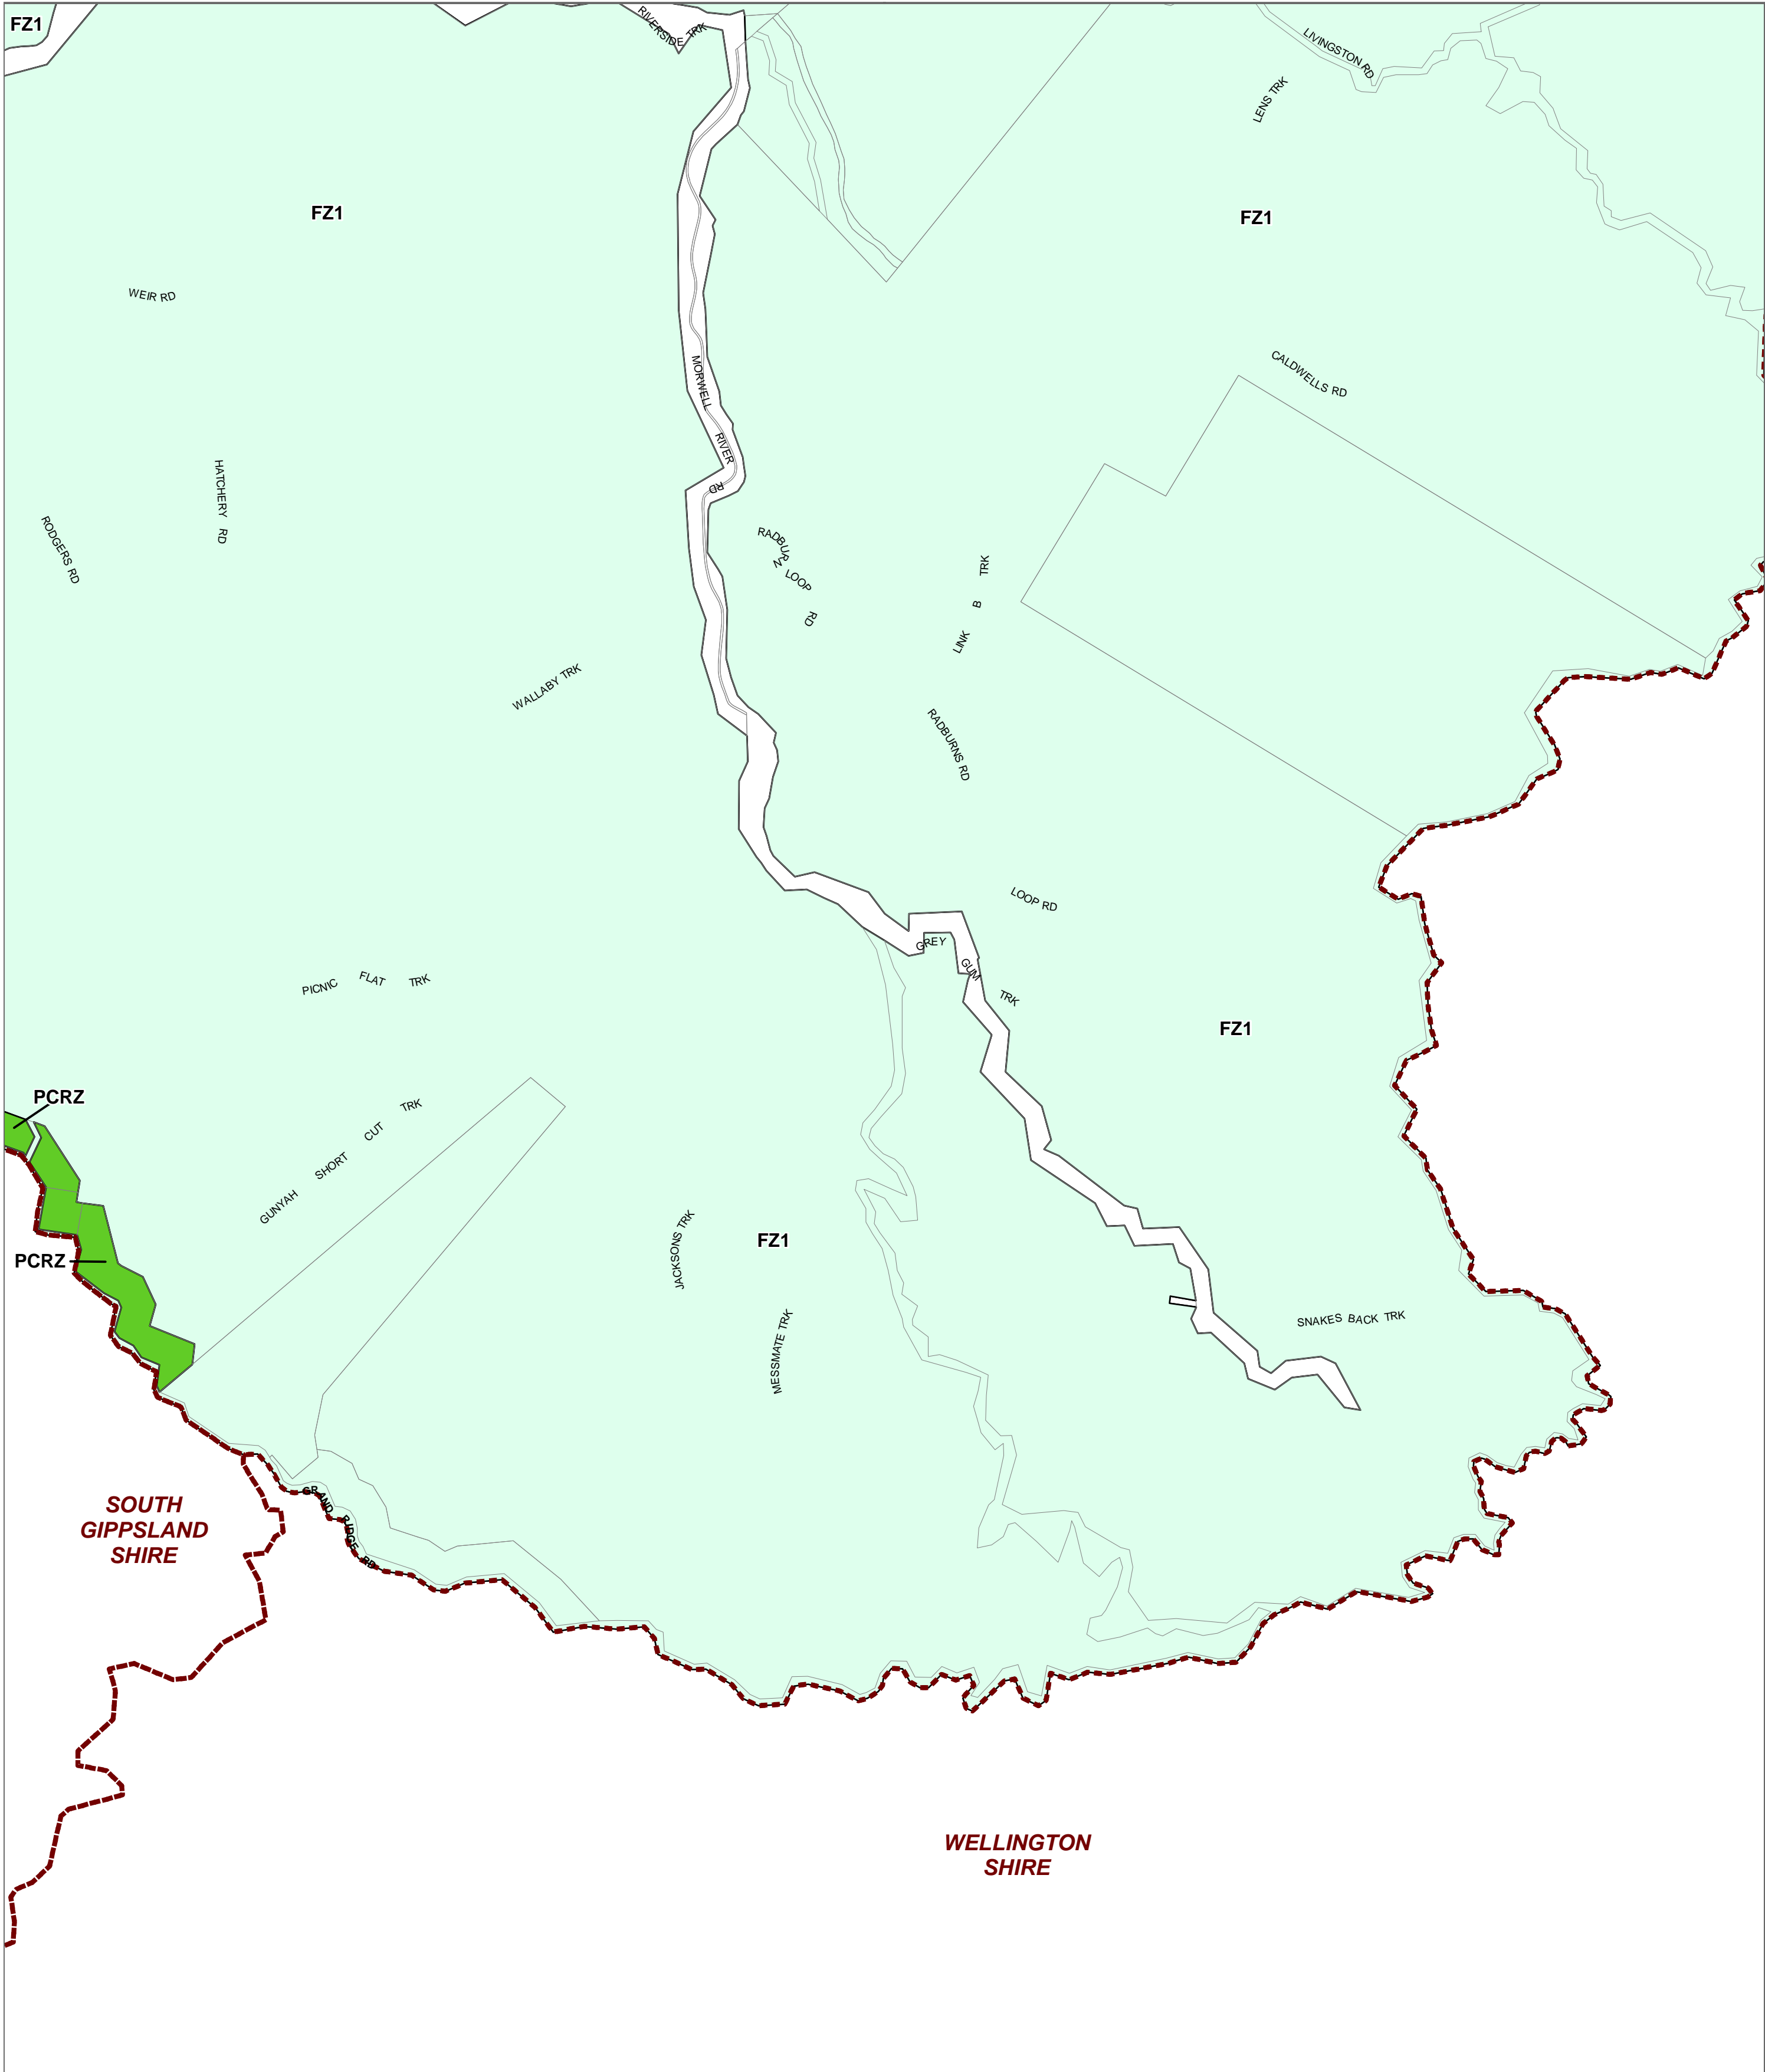 FZ1
RIVERSIDE TRK
LIVINGSTON RD
LENS TRK
FZ1
FZ1
WEIR RD
CALDWELLS RD
MORWELL RIVER RD
HATCHERY RD
RODGERS RD
RADBURN LOOP RD
LINK B TRK
WALLABY TRK
RADBURNS RD
LOOP RD
GREY GUM TRK
PICNIC FLAT TRK
FZ1
PCRZ
GUNYAH SHORT CUT TRK
JACKSONS TRK
FZ1
PCRZ
MESSMATE TRK
SNAKES BACK TRK
GRAND RIDGE RD
SOUTH
GIPPSLAND
SHIRE
WELLINGTON
SHIRE